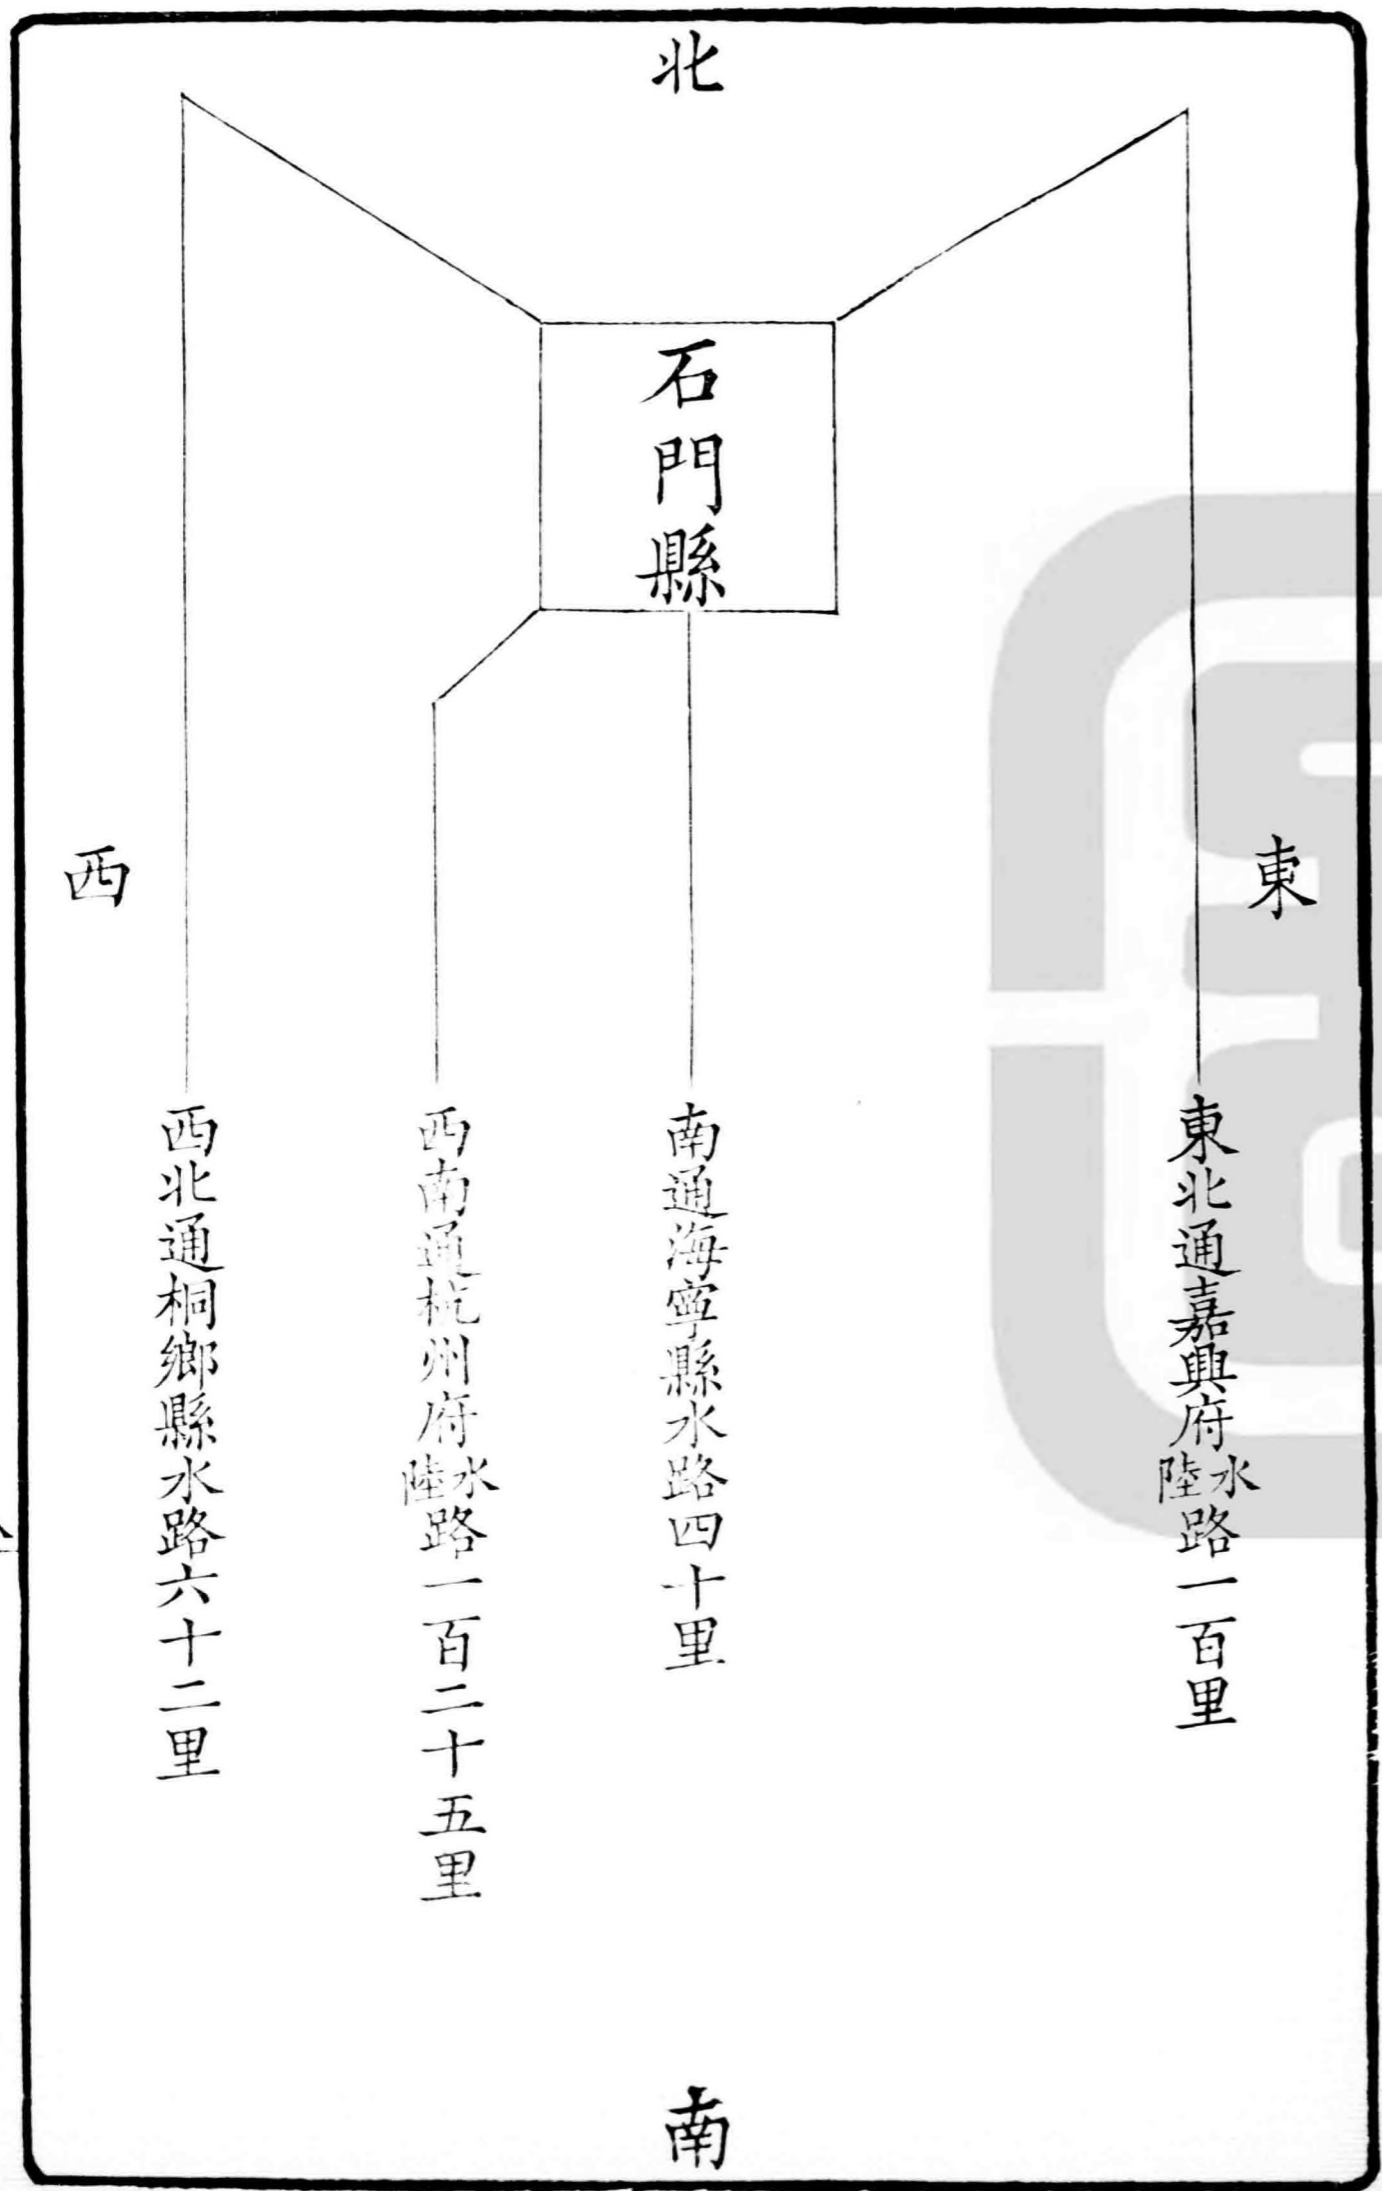 北
石門縣
東
西
東北通嘉興府水陸路一百里
南通海寧縣水路四十里
西南通杭州府水陸路一百二十五里
西北通桐鄉縣水路六十二里
南